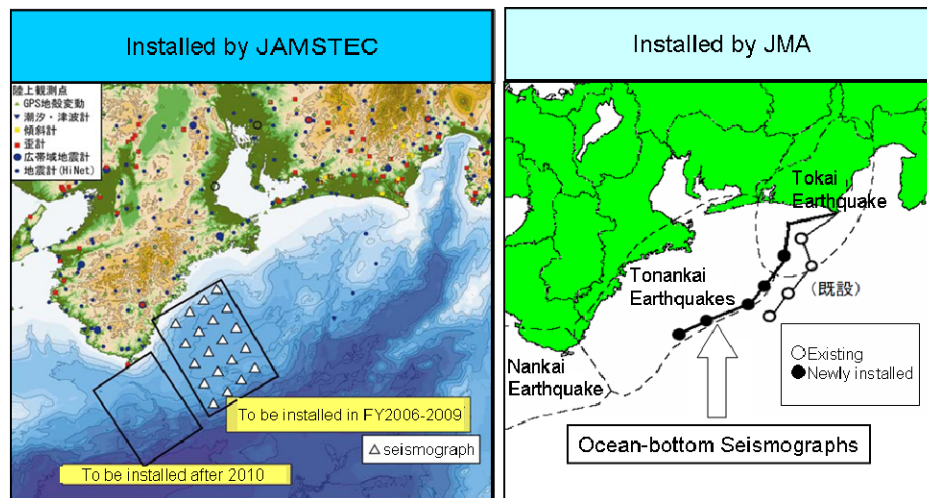 Installed by JAMSTEC
陸上観測点
GPS地殻変動
潮汐・津波計
傾斜計
歪計
広帯域地震計
地震計(HiNet)
To be installed in FY2006-2009
seismograph
To be installed after 2010
Installed by JMA
Tokai
Earthquake
Tonankai
Earthquakes
(既設)
Nankai
Earthquake
Existing
Newly installed
Ocean-bottom Seismographs